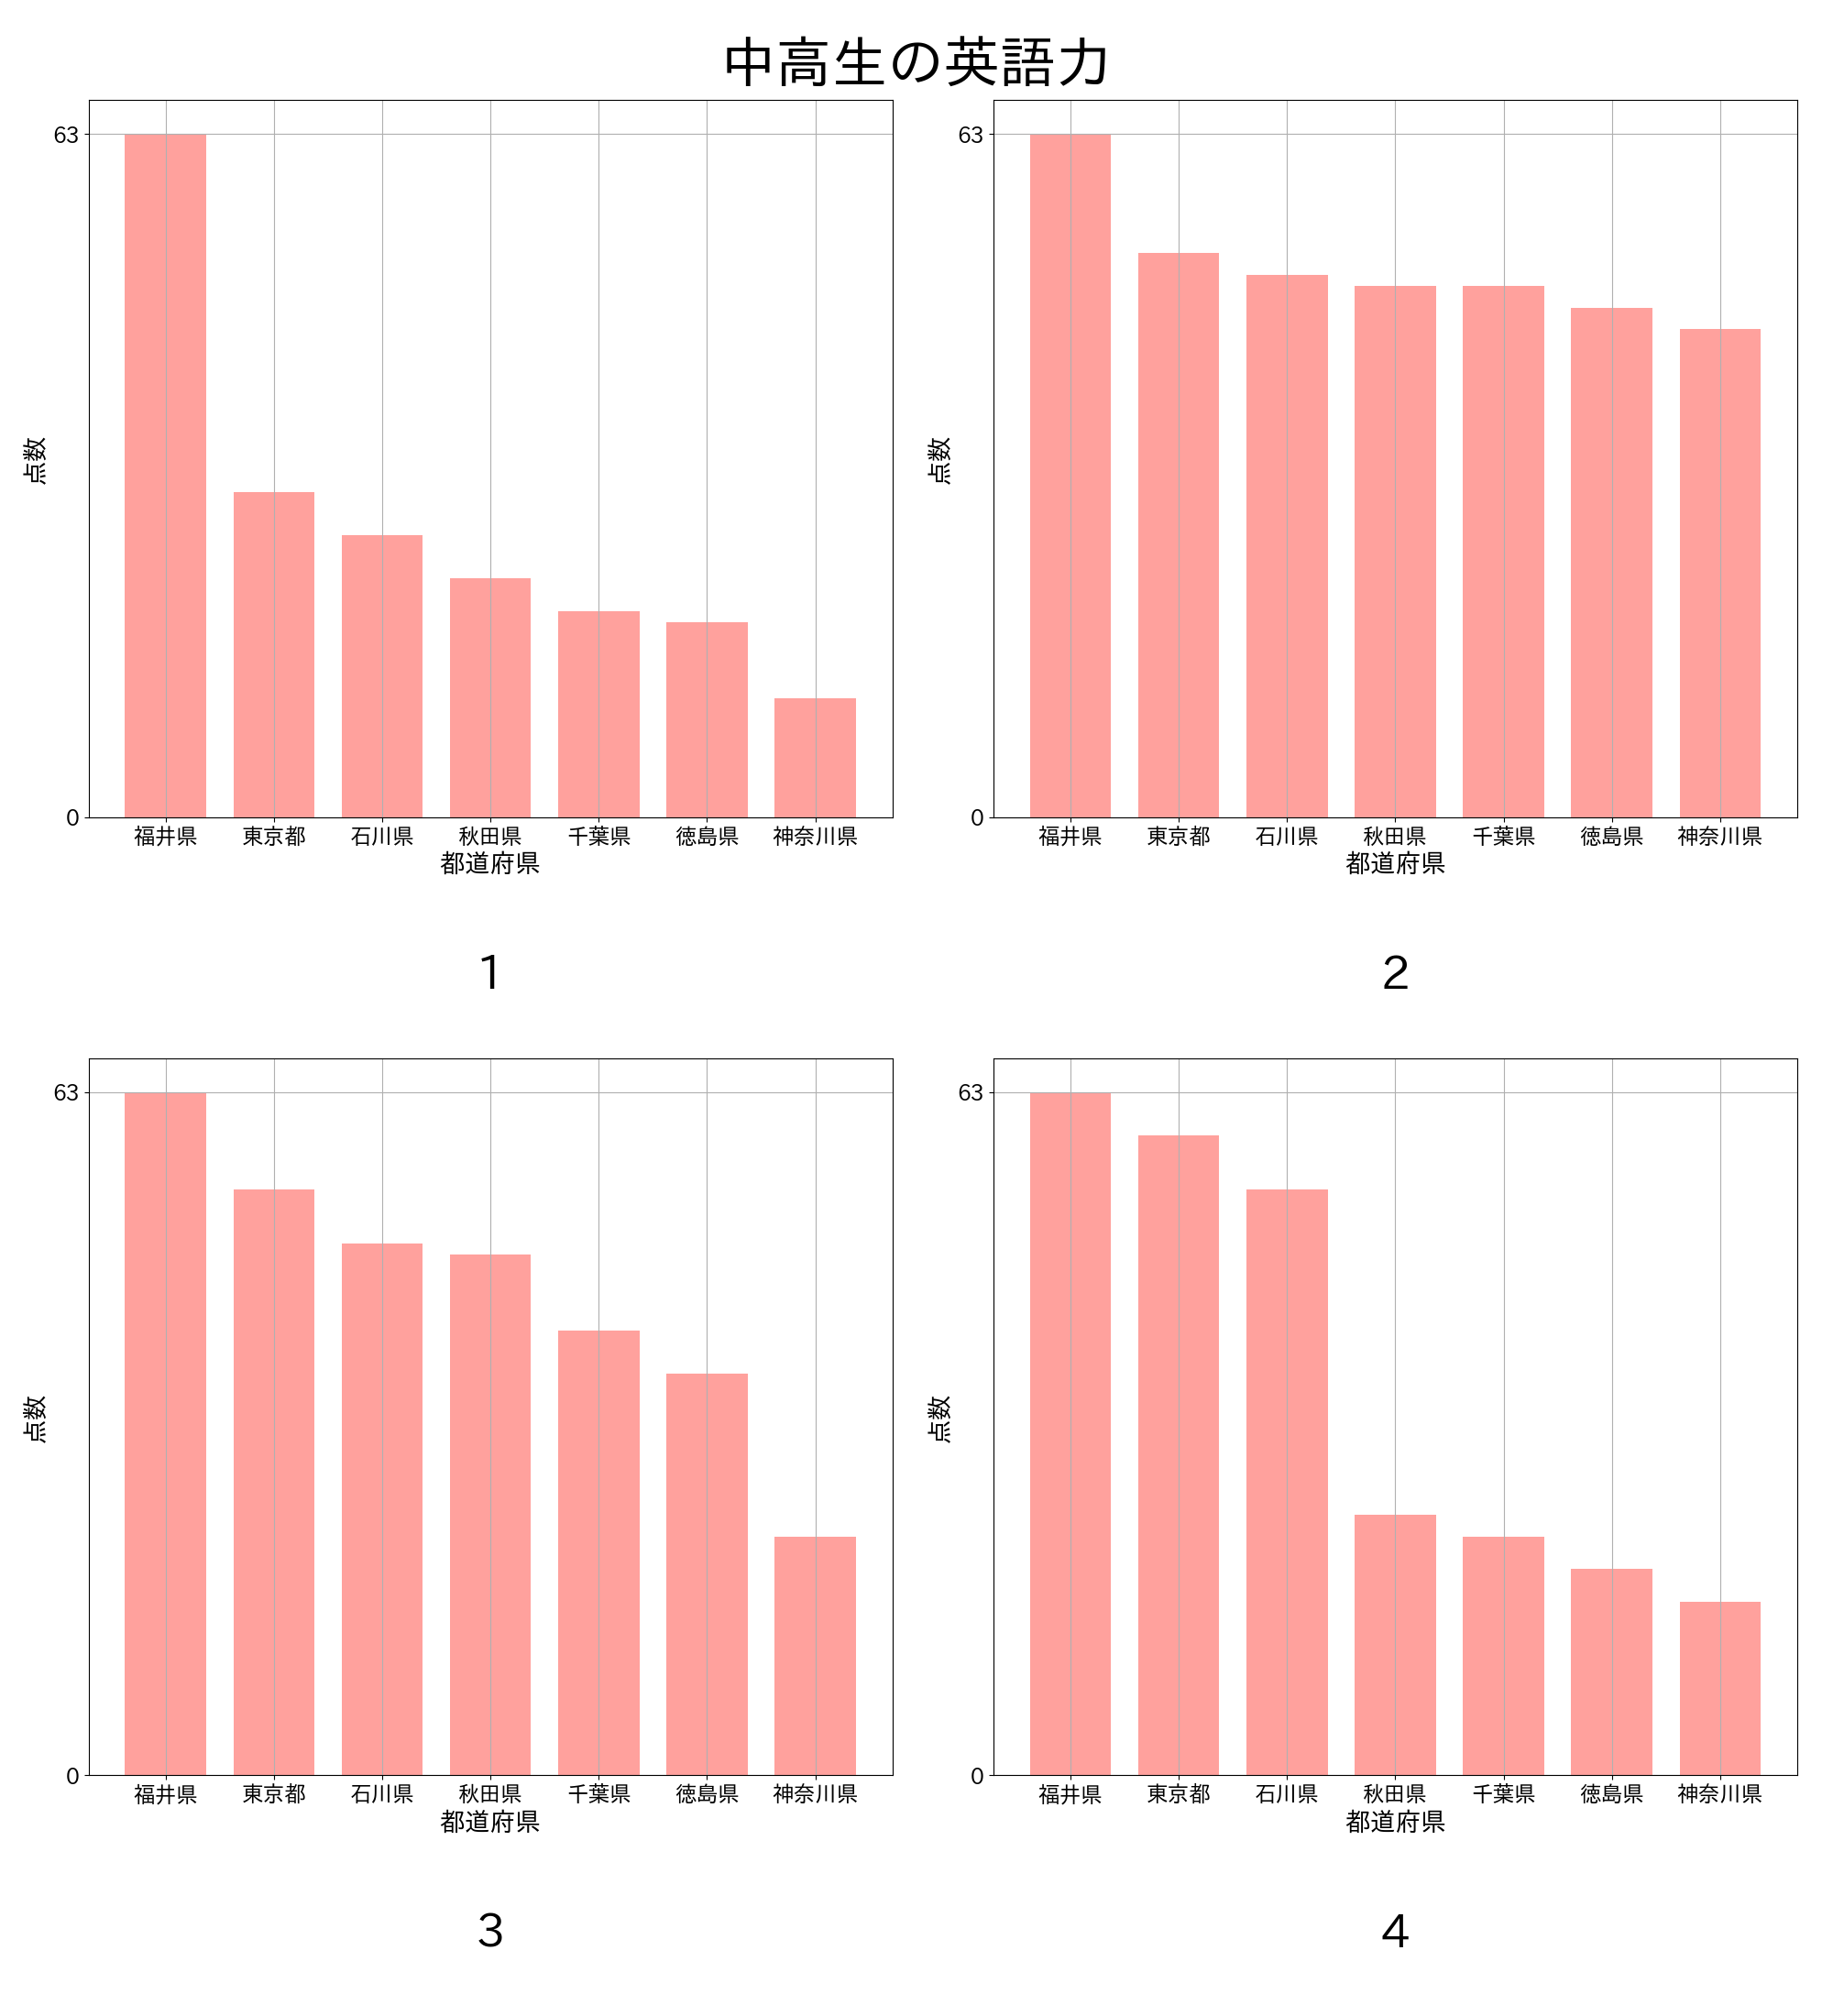 中高生の英語力
63
0
点数
福井県 東京都 石川県 秋田県 千葉県 徳島県 神奈川県
都道府県
1
63
0
点数
福井県 東京都 石川県 秋田県 千葉県 徳島県 神奈川県
都道府県
2
63
0
点数
福井県 東京都 石川県 秋田県 千葉県 徳島県 神奈川県
都道府県
3
63
0
点数
福井県 東京都 石川県 秋田県 千葉県 徳島県 神奈川県
都道府県
4